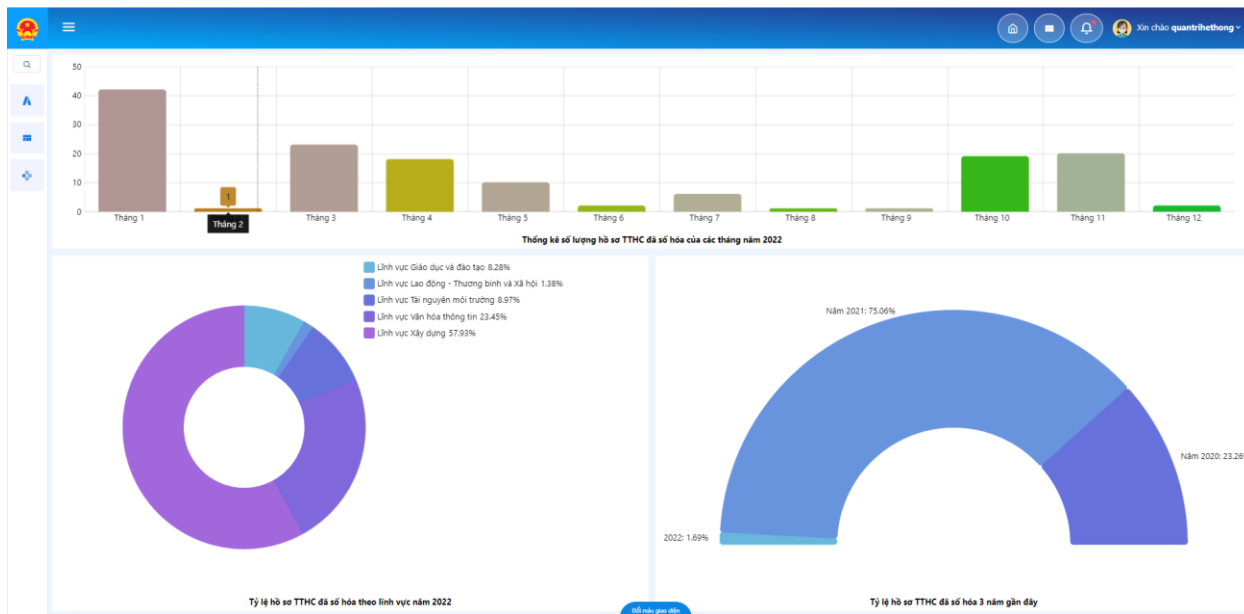 Xin chào quantrihethong
50
40
30
20
10
0
1
Tháng 1
Tháng 2
Tháng 3
Tháng 4
Tháng 5
Tháng 6
Tháng 7
Tháng 8
Tháng 9
Tháng 10
Tháng 11
Tháng 12
Thống kê số lượng hồ sơ TTHC đã số hóa của các tháng năm 2022
Lĩnh vực Giáo dục và đào tạo 8.28%
Lĩnh vực Lao động - Thương binh và Xã hội 1.38%
Lĩnh vực Tài nguyên môi trường 8.97%
Lĩnh vực Văn hóa thông tin 23.45%
Lĩnh vực Xây dựng 57.93%
Tỷ lệ hồ sơ TTHC đã số hóa theo lĩnh vực năm 2022
Năm 2021: 75.06%
Năm 2020: 23.26%
2022: 1.69%
Tỷ lệ hồ sơ TTHC đã số hóa 3 năm gần đây
Đổi màu giao diện